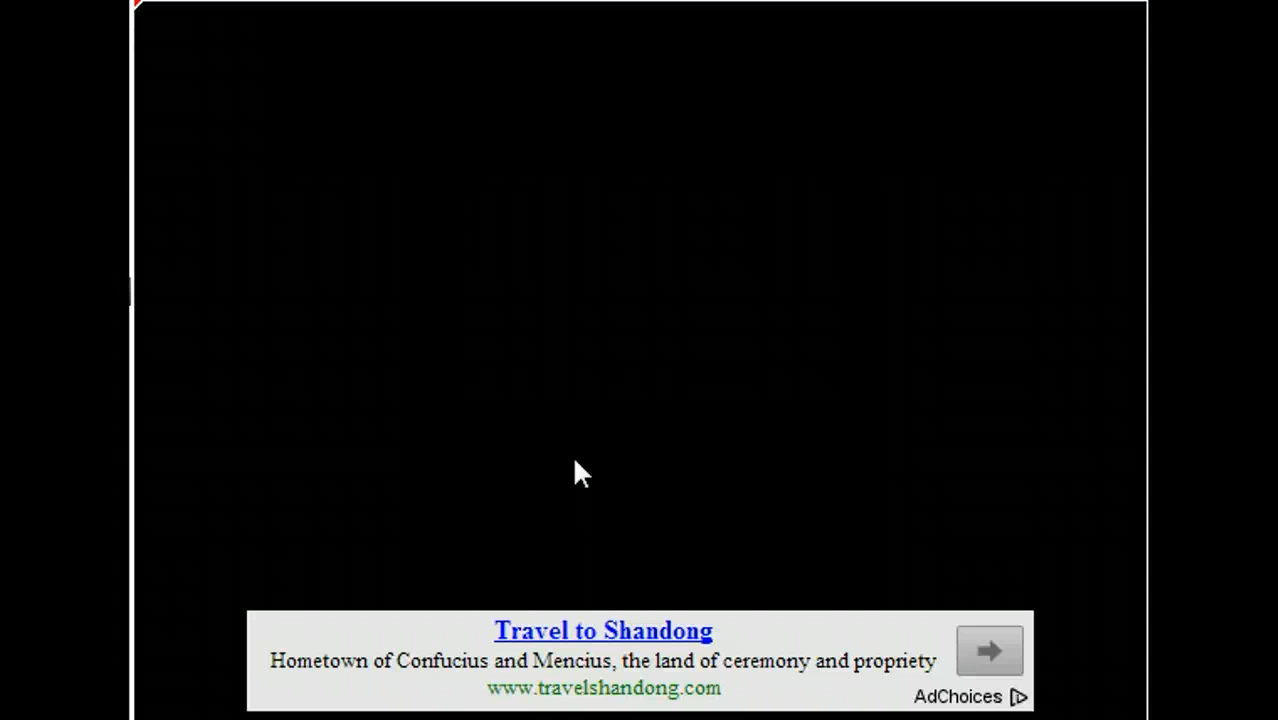 Travel to Shandong
Hometown of Confucius and Mencius, the land of ceremony and propriety
www.travelshandong.com
AdChoices